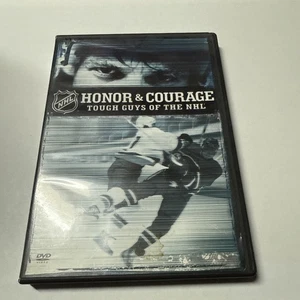 NHL
HONOR & COURAGE
TOUGH GUYS OF THE NHL
DVD